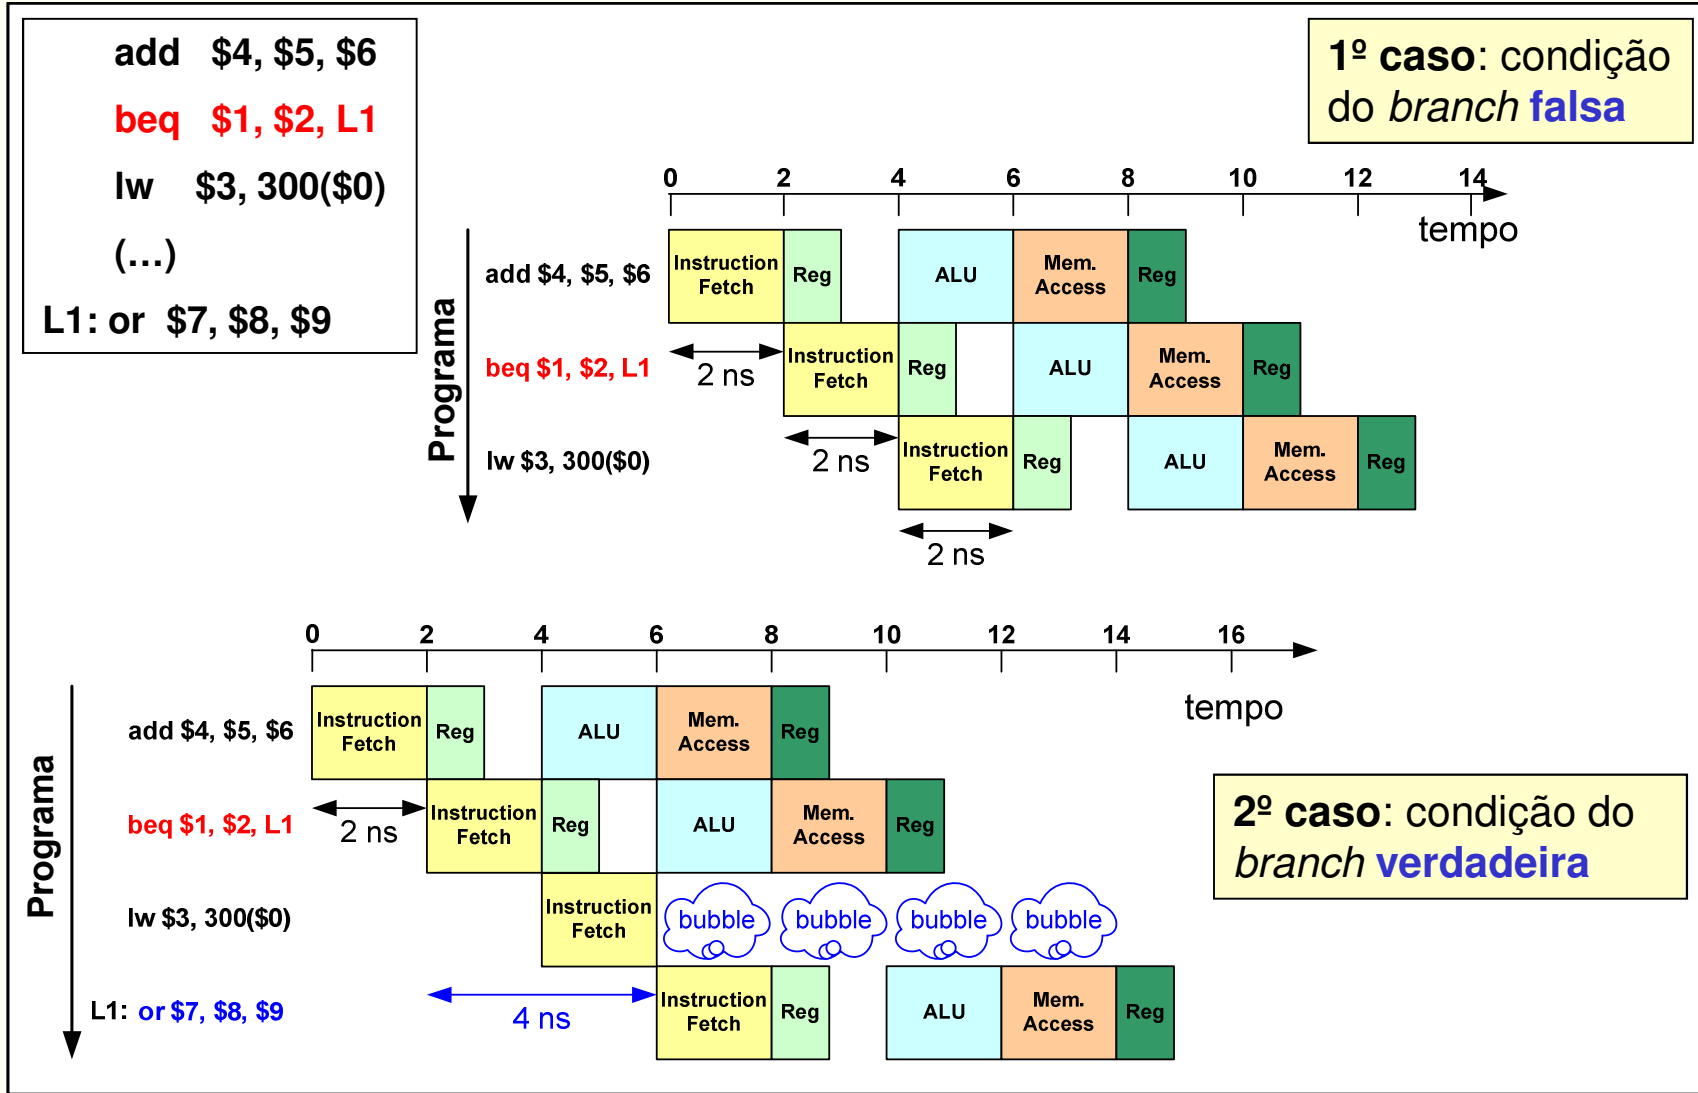 add $4, $5, $6
beq $1, $2, L1
lw $3, 300($0)
(...)
L1: or $7, $8, $9
1º caso: condição
do branch falsa
0 2 4 6 8 10 12 14
tempo
Programa
add $4, $5, $6
Instruction
Fetch
Reg
ALU
Mem.
Access
Reg
2 ns
beq $1, $2, L1
Instruction
Fetch
Reg
ALU
Mem.
Access
Reg
2 ns
lw $3, 300($0)
Instruction
Fetch
Reg
ALU
Mem.
Access
Reg
2 ns
0 2 4 6 8 10 12 14 16
tempo
Programa
add $4, $5, $6
Instruction
Fetch
Reg
ALU
Mem.
Access
Reg
2 ns
beq $1, $2, L1
Instruction
Fetch
Reg
ALU
Mem.
Access
Reg
2º caso: condição do
branch verdadeira
lw $3, 300($0)
Instruction
Fetch
bubble
bubble
bubble
bubble
4 ns
L1: or $7, $8, $9
Instruction
Fetch
Reg
ALU
Mem.
Access
Reg